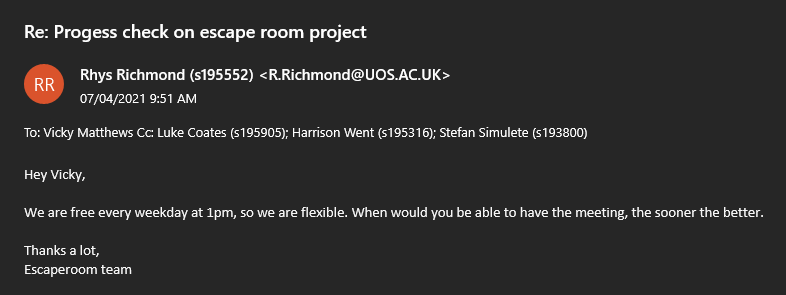 Re: Progess check on escape room project
RR
Rhys Richmond (s195552) <R.Richmond@UOS.AC.UK>
07/04/2021 9:51 AM
To: Vicky Matthews Cc: Luke Coates (s195905); Harrison Went (s195316); Stefan Simulete (s193800)
Hey Vicky,
We are free every weekday at 1pm, so we are flexible. When would you be able to have the meeting, the sooner the better.
Thanks a lot,
Escaperoom team